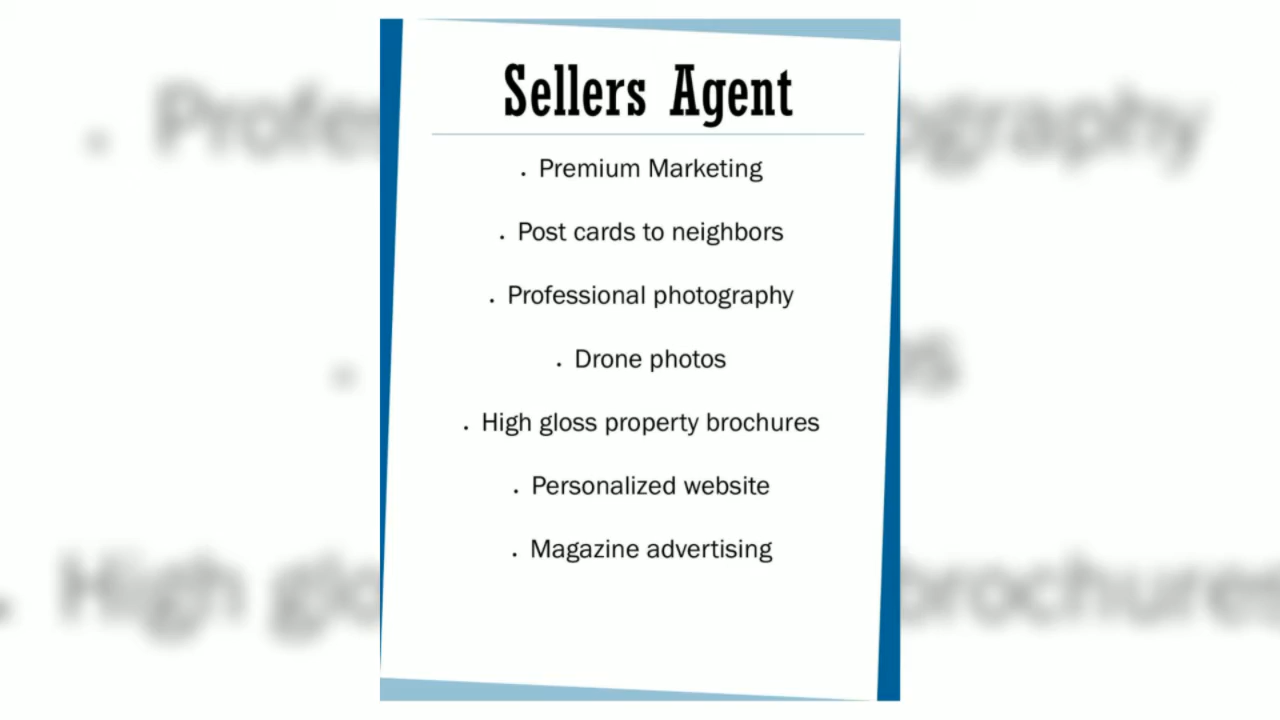 Sellers Agent
. Premium Marketing
. Post cards to neighbors
. Professional photography
. Drone photos
. High gloss property brochures
. Personalized website
. Magazine advertising